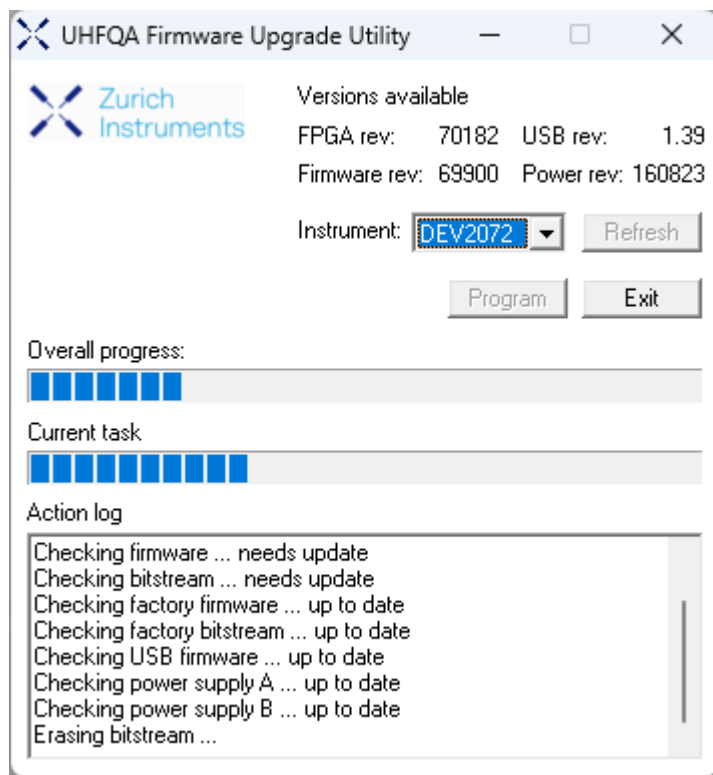 UHFQA Firmware Upgrade Utility
Zurich
Instruments
Versions available
FPGA rev: 70182 USB rev: 1.39
Firmware rev: 69900 Power rev: 160823
Instrument: DEV2072 Refresh
Program Exit
Overall progress:
Current task
Action log
Checking firmware ... needs update
Checking bitstream ... needs update
Checking factory firmware ... up to date
Checking factory bitstream ... up to date
Checking USB firmware ... up to date
Checking power supply A ... up to date
Checking power supply B ... up to date
Erasing bitstream ...